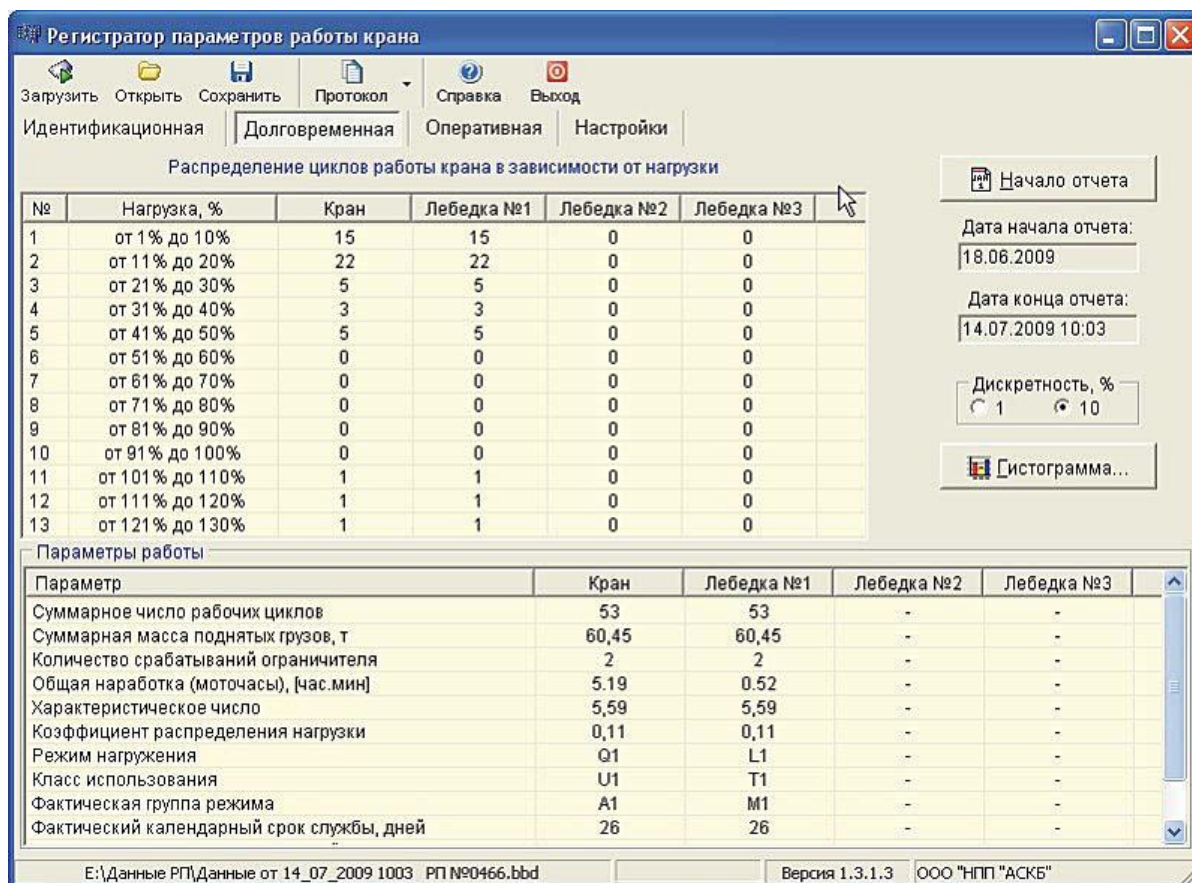 Регистратор параметров работы крана
Загрузить Открыть Сохранить Протокол Справка Выход
Идентификационная Долговременная Оперативная Настройки
Распределение циклов работы крана в зависимости от нагрузки
№ Нагрузка, % Кран Лебедка №1 Лебедка №2 Лебедка №3
1 от 1% до 10% 15 15 0 0
2 от 11% до 20% 22 22 0 0
3 от 21% до 30% 5 5 0 0
4 от 31% до 40% 3 3 0 0
5 от 41% до 50% 5 5 0 0
6 от 51% до 60% 0 0 0 0
7 от 61% до 70% 0 0 0 0
8 от 71% до 80% 0 0 0 0
9 от 81% до 90% 0 0 0 0
10 от 91% до 100% 0 0 0 0
11 от 101% до 110% 1 1 0 0
12 от 111% до 120% 1 1 0 0
13 от 121% до 130% 1 1 0 0
Начало отчета
Дата начала отчета:
18.06.2009
Дата конца отчета:
14.07.2009 10:03
Дискретность, %
1 10
Гистограмма...
Параметры работы
Параметр Кран Лебедка №1 Лебедка №2 Лебедка №3
Суммарное число рабочих циклов 53 53 - -
Суммарная масса поднятых грузов, т 60,45 60,45 - -
Количество срабатываний ограничителя 2 2 - -
Общая наработка (моточасы), [час.мин] 5.19 0.52 - -
Характеристическое число 5,59 5,59 - -
Коэффициент распределения нагрузки 0,11 0,11 - -
Режим нагружения Q1 L1 - -
Класс использования U1 T1 - -
Фактическая группа режима A1 M1 - -
Фактический календарный срок службы, дней 26 26 - -
E:\Данные РП\Данные от 14_07_2009 1003 РП №0466.bbd Версия 1.3.1.3 ООО "НПП "АСКБ"